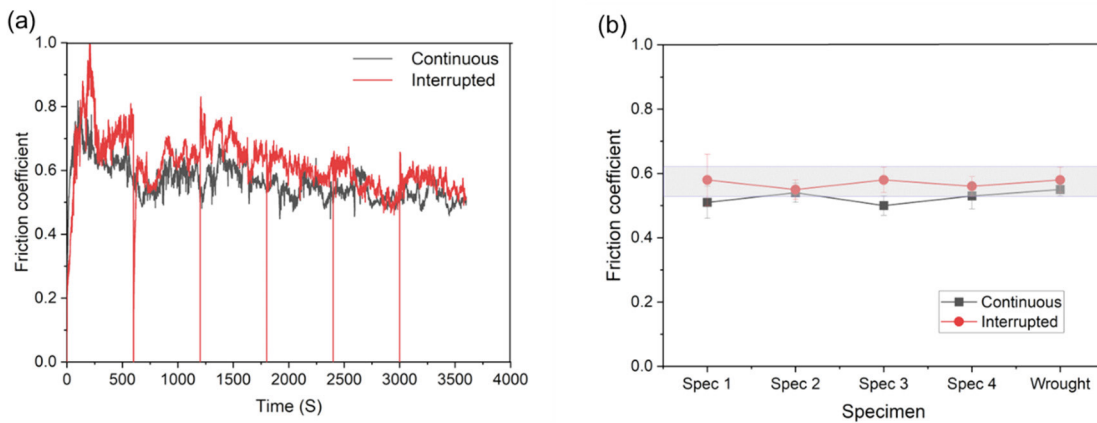 (a)
1.0
0.8
0.6
0.4
0.2
0.0
Friction coefficient
Continuous
Interrupted
0 500 1000 1500 2000 2500 3000 3500 4000
Time (S)
(b)
1.0
0.8
0.6
0.4
0.2
0.0
Friction coefficient
Continuous
Interrupted
Spec 1 Spec 2 Spec 3 Spec 4 Wrought
Specimen